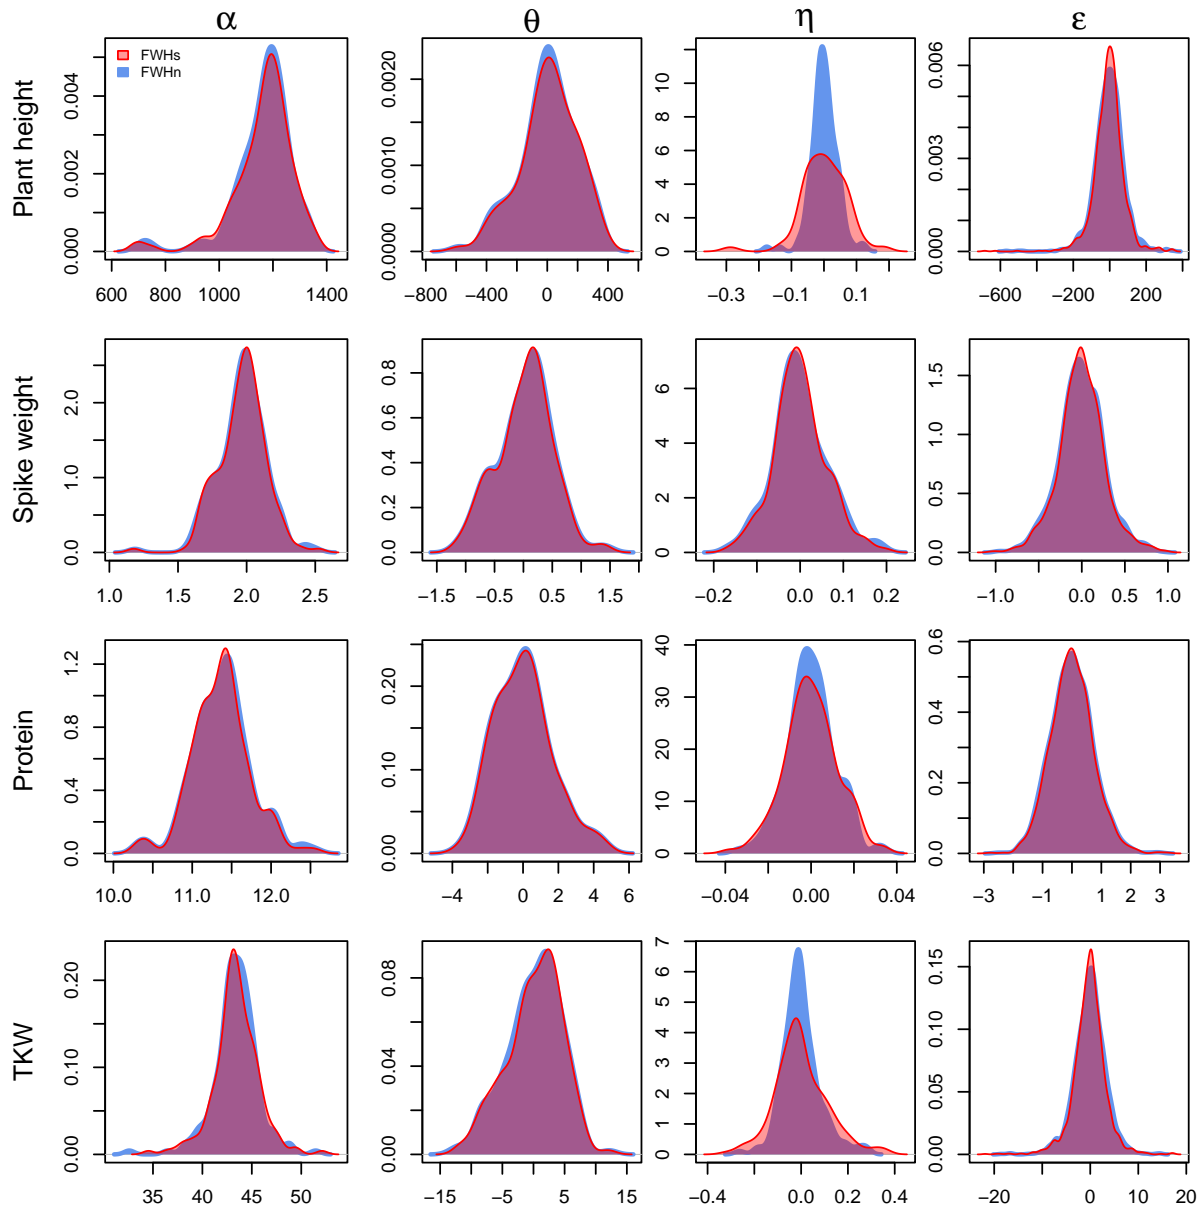 α θ η ε
Plant height
FWHs
FWHn
0.000 0.002 0.004
600 800 1000 1400
0.0000 0.0010 0.0020
−800 −400 0 400
0 2 4 6 8 10
−0.3 −0.1 0.1
0.000 0.003 0.006
−600 −200 200
Spike weight
0.0 1.0 2.0
1.0 1.5 2.0 2.5
0.0 0.2 0.4 0.6 0.8
−1.5 −0.5 0.5 1.5
0 2 4 6
−0.2 0.0 0.1 0.2
0.0 0.5 1.0 1.5
−1.0 0.0 0.5 1.0
Protein
0.0 0.4 0.8 1.2
10.0 11.0 12.0
0.00 0.10 0.20
−4 0 2 4 6
0 10 20 30 40
−0.04 0.00 0.04
0.0 0.2 0.4 0.6
−3 −1 1 2 3
TKW
0.00 0.10 0.20
35 40 45 50
0.00 0.04 0.08
−15 −5 5 15
0 1 2 3 4 5 6 7
−0.4 0.0 0.2 0.4
0.00 0.05 0.10 0.15
−20 0 10 20